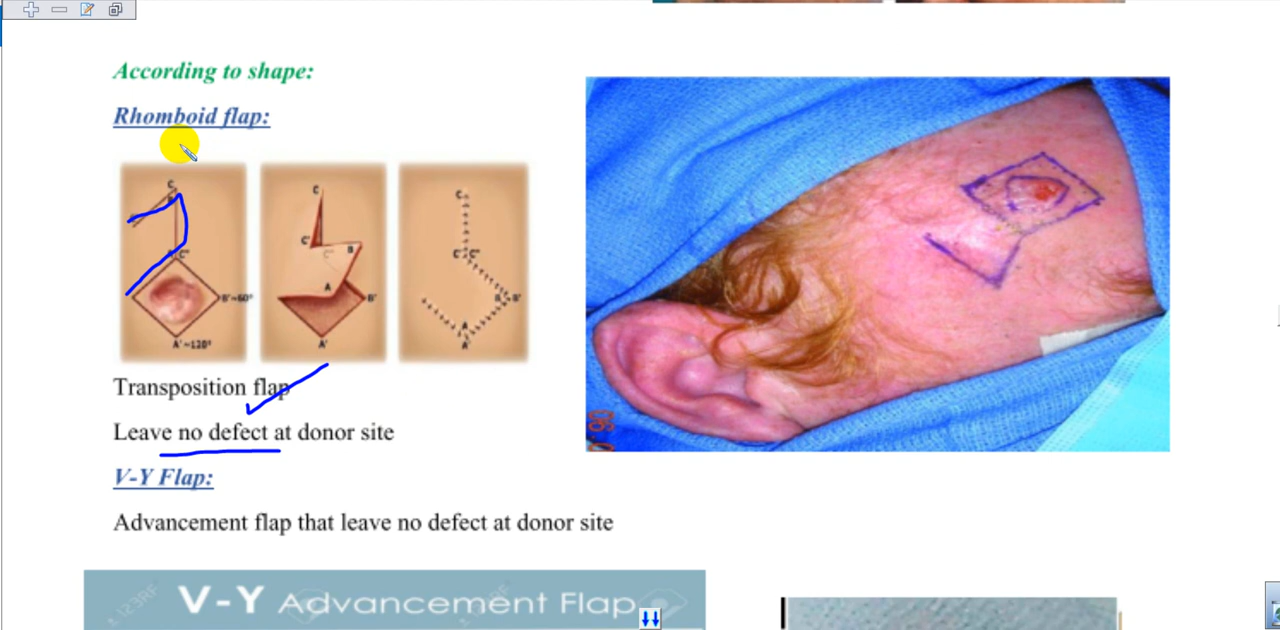 According to shape:
Rhomboid flap:
C
C''
B'~60°
A'~120°
C
C'
C''
B
A
B'
A'
C
C' C''
B B'
A
A'
Transposition flap
Leave no defect at donor site
V-Y Flap:
Advancement flap that leave no defect at donor site
V-Y Advancement Flap
123RF